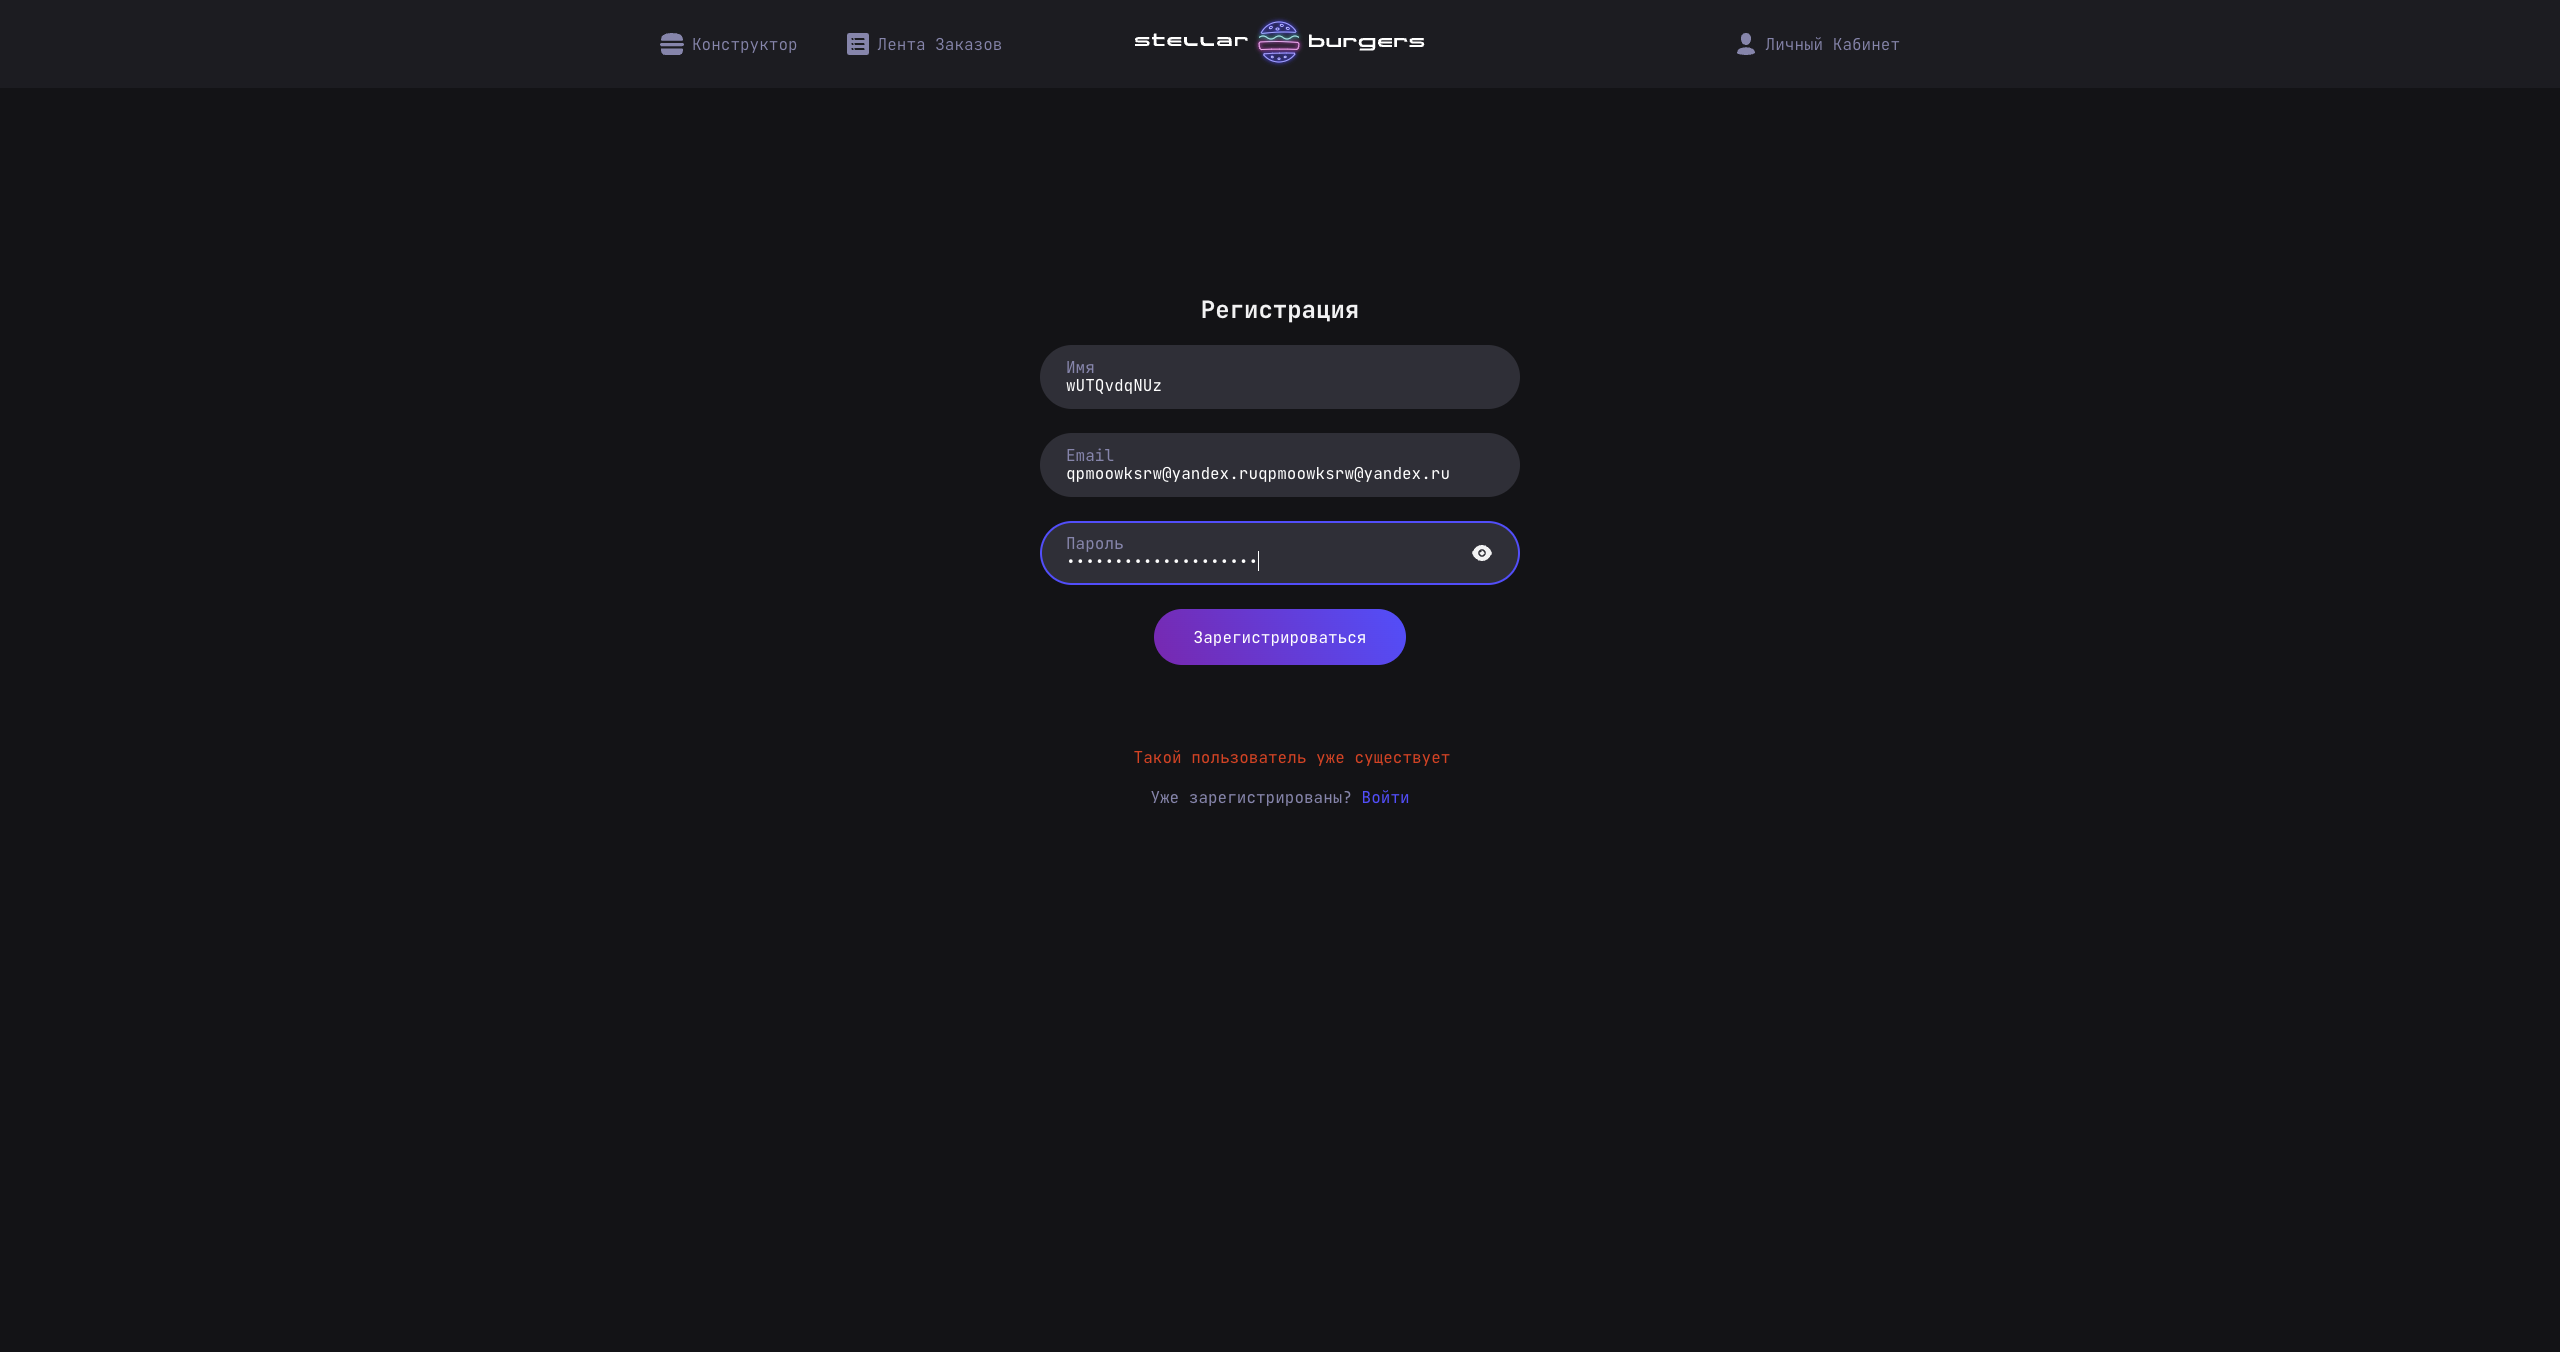 Конструктор
Лента Заказов
stellar burgers
Личный Кабинет
Регистрация
Имя
wUTQvdqNUz
Email
qpmoowksrw@yandex.ruqpmoowksrw@yandex.ru
Пароль
••••••••••••••••••••
Зарегистрироваться
Такой пользователь уже существует
Уже зарегистрированы? Войти